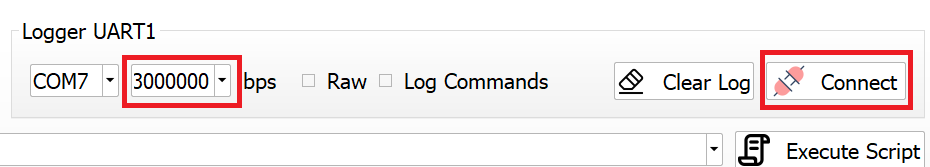 Logger UART1
COM7 3000000 bps Raw Log Commands Clear Log Connect
Execute Script